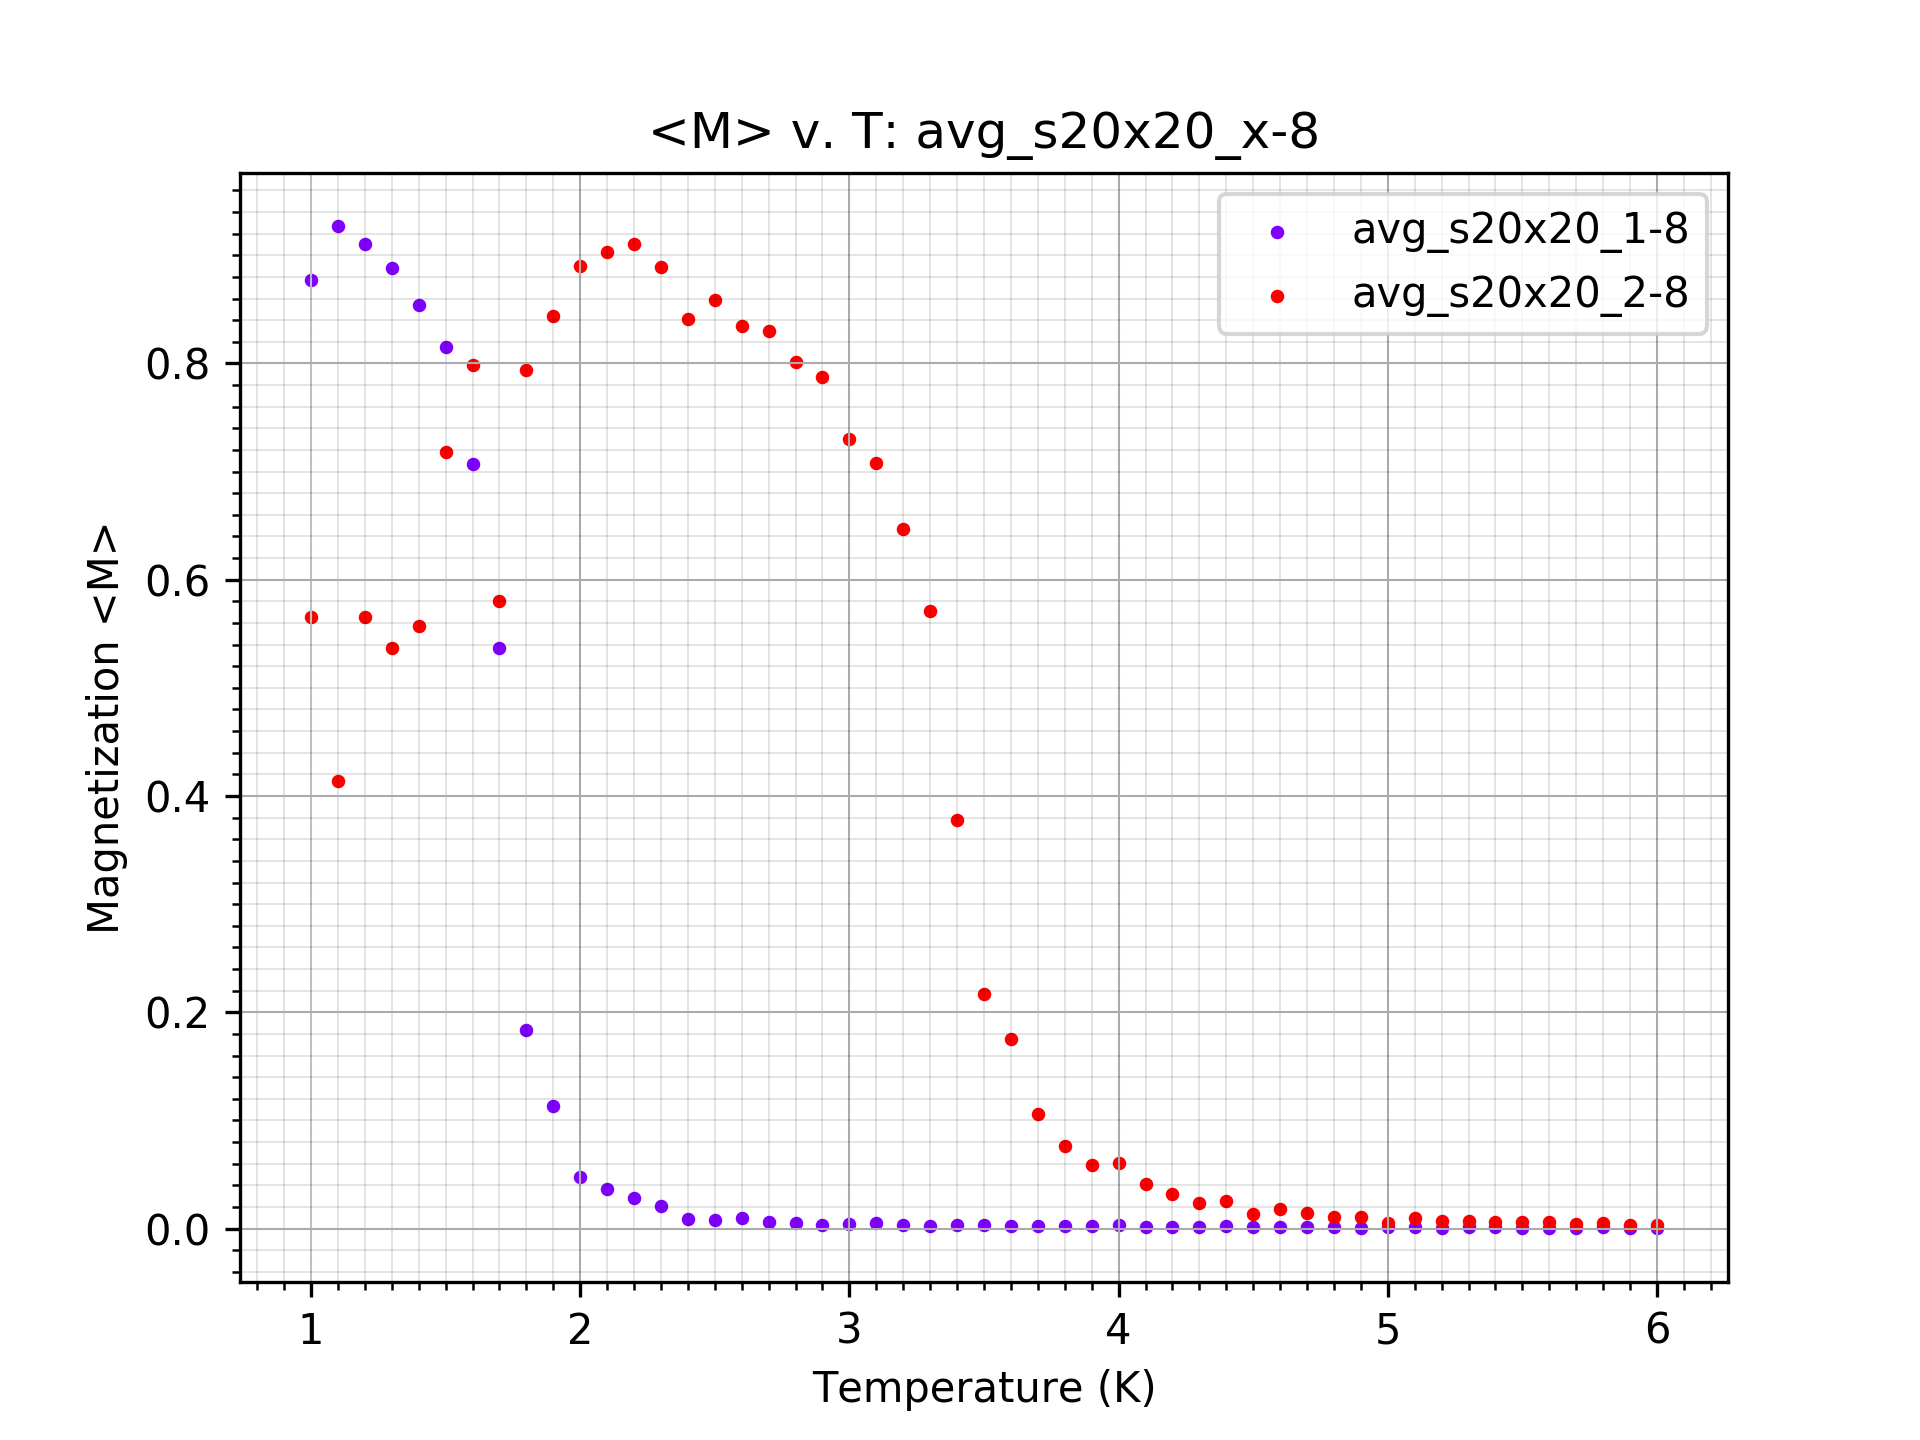 <M> v. T: avg_s20x20_x-8
avg_s20x20_1-8
avg_s20x20_2-8
Magnetization <M>
0.8
0.6
0.4
0.2
0.0
1 2 3 4 5 6
Temperature (K)